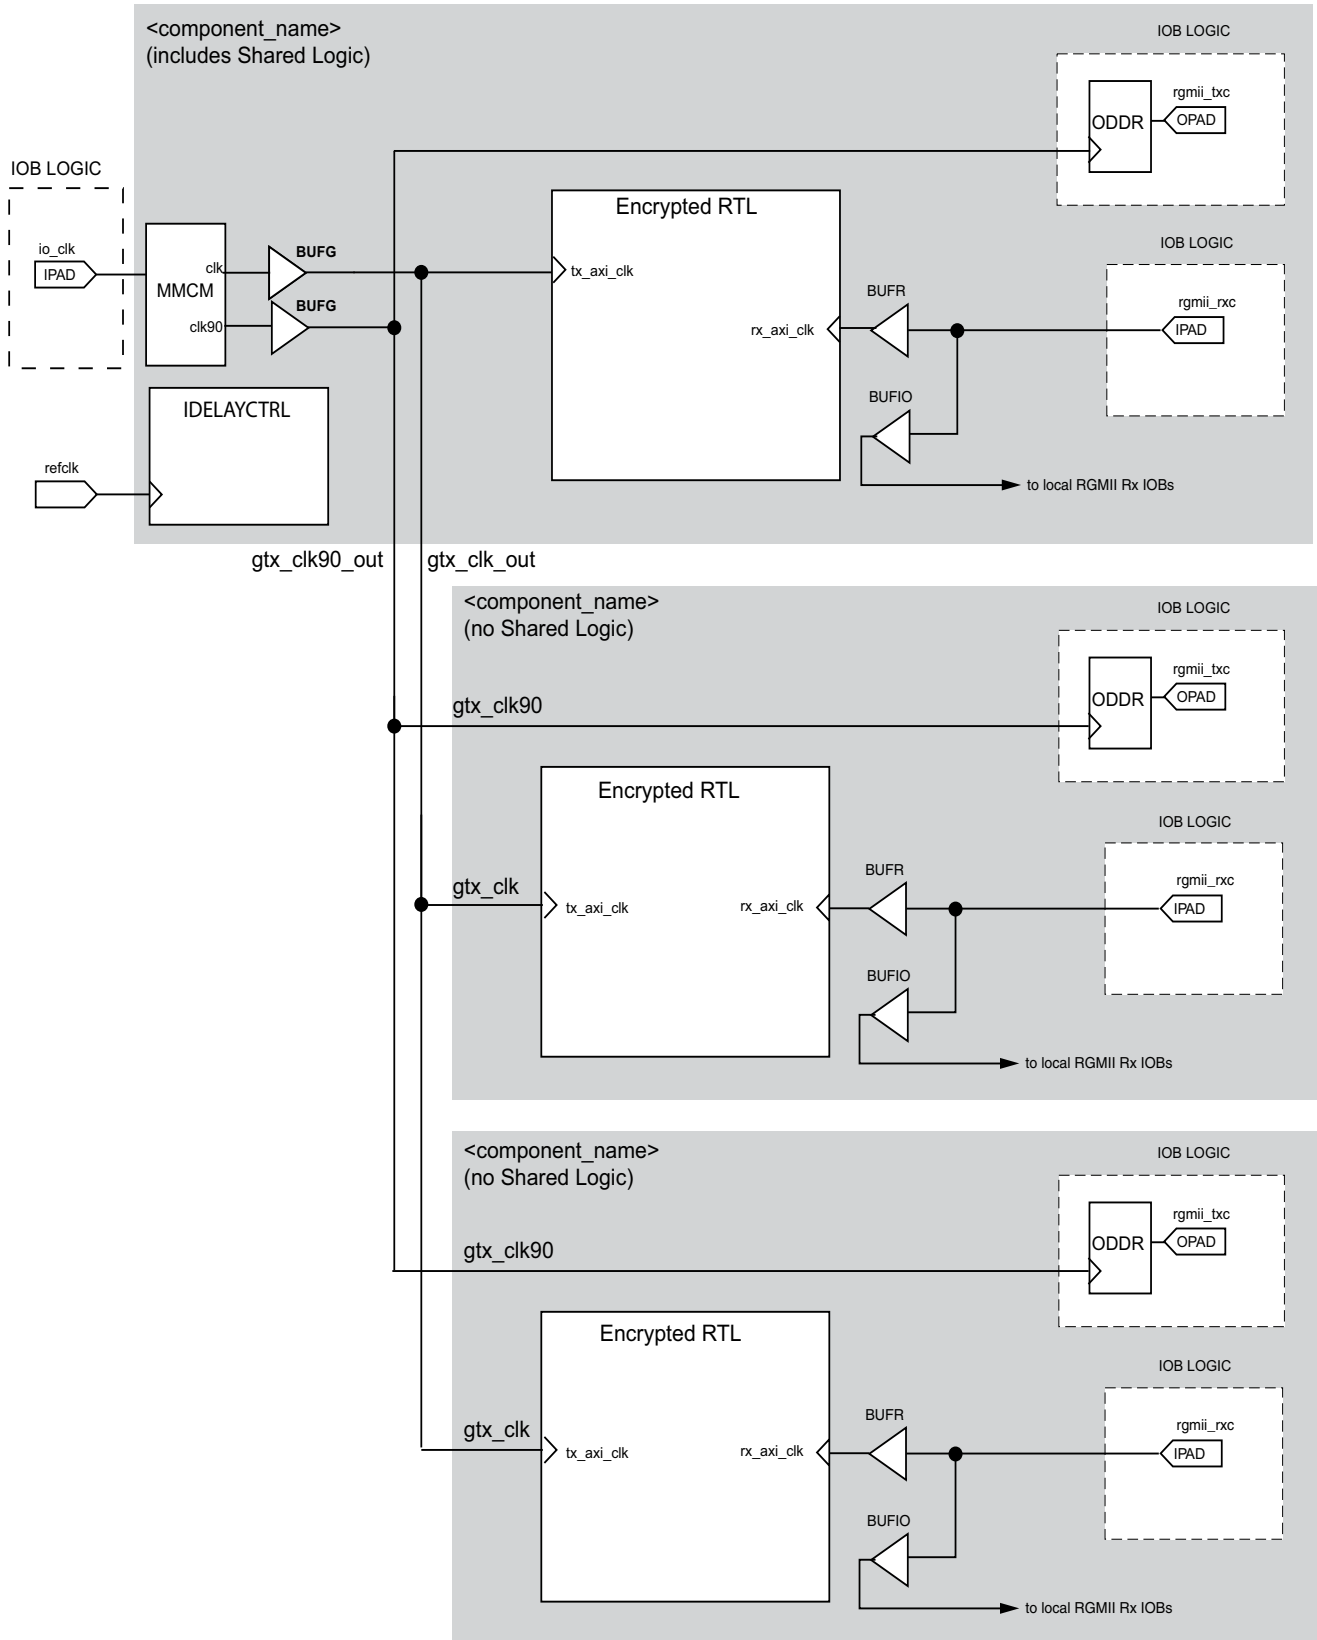 <component_name>
(includes Shared Logic)
IOB LOGIC
rgmii_txc
ODDR
OPAD
IOB LOGIC
Encrypted RTL
IOB LOGIC
io_clk
IPAD
MMCM
clk
clk90
BUFG
BUFG
tx_axi_clk
rx_axi_clk
BUFR
rgmii_rxc
IPAD
BUFIO
to local RGMII Rx IOBs
IDELAYCTRL
refclk
gtx_clk90_out
gtx_clk_out
<component_name>
(no Shared Logic)
IOB LOGIC
rgmii_txc
ODDR
OPAD
gtx_clk90
Encrypted RTL
IOB LOGIC
gtx_clk
tx_axi_clk
rx_axi_clk
BUFR
rgmii_rxc
IPAD
BUFIO
to local RGMII Rx IOBs
<component_name>
(no Shared Logic)
IOB LOGIC
rgmii_txc
ODDR
OPAD
gtx_clk90
Encrypted RTL
IOB LOGIC
gtx_clk
tx_axi_clk
rx_axi_clk
BUFR
rgmii_rxc
IPAD
BUFIO
to local RGMII Rx IOBs